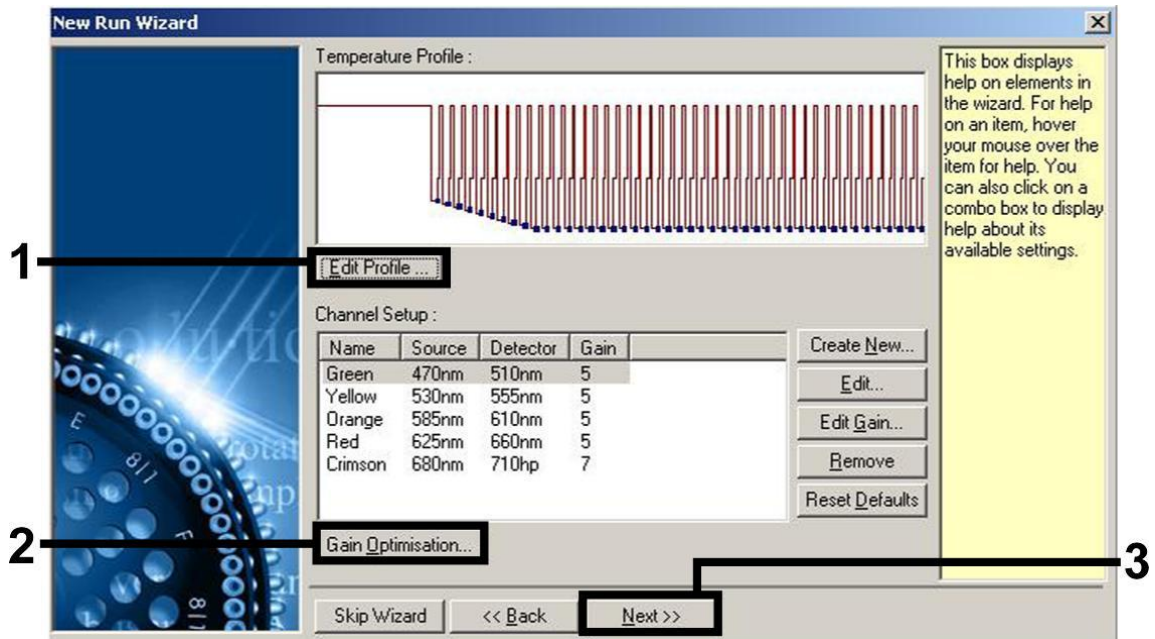 New Run Wizard
Temperature Profile :
1
Edit Profile ...
Channel Setup :
Name Source Detector Gain
Green 470nm 510nm 5
Yellow 530nm 555nm 5
Orange 585nm 610nm 5
Red 625nm 660nm 5
Crimson 680nm 710hp 7
Create New...
Edit...
Edit Gain...
Remove
Reset Defaults
2
Gain Optimisation...
3
Skip Wizard
<< Back
Next >>
This box displays
help on elements in
the wizard. For help
on an item, hover
your mouse over the
item for help. You
can also click on a
combo box to display
help about its
available settings.
E
8|1
F
8|1